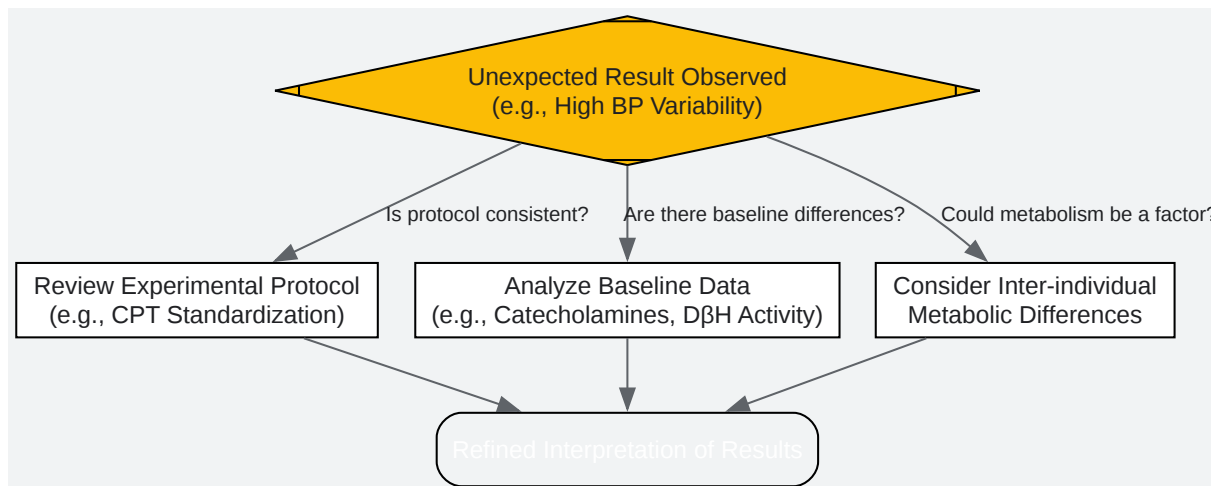 Unexpected Result Observed
(e.g., High BP Variability)
Is protocol consistent?
Are there baseline differences?
Could metabolism be a factor?
Review Experimental Protocol
(e.g., CPT Standardization)
Analyze Baseline Data
(e.g., Catecholamines, DβH Activity)
Consider Inter-individual
Metabolic Differences
Refined Interpretation of Results